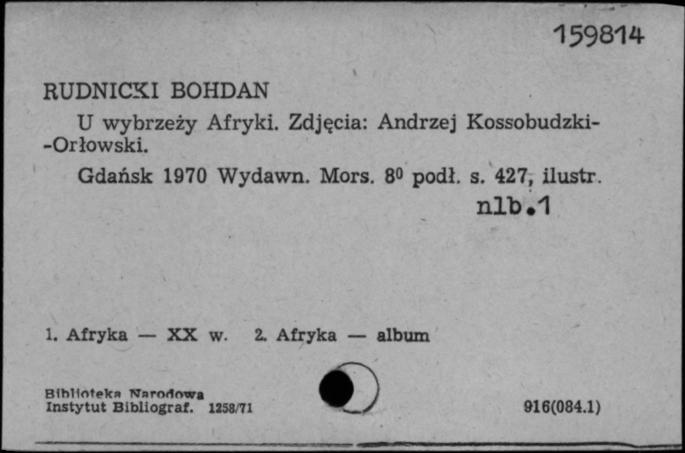 159814
RUDNICKI BOHDAN
U wybrzeży Afryki. Zdjęcia: Andrzej Kossobudzki-
-Orłowski.
Gdańsk 1970 Wydawn. Mors. 8⁰ podł. s. 427, ilustr.
nlb.1
1. Afryka — XX w. 2. Afryka — album
Biblioteka Narodowa
Instytut Bibliograf. 1258/71
916(084.1)